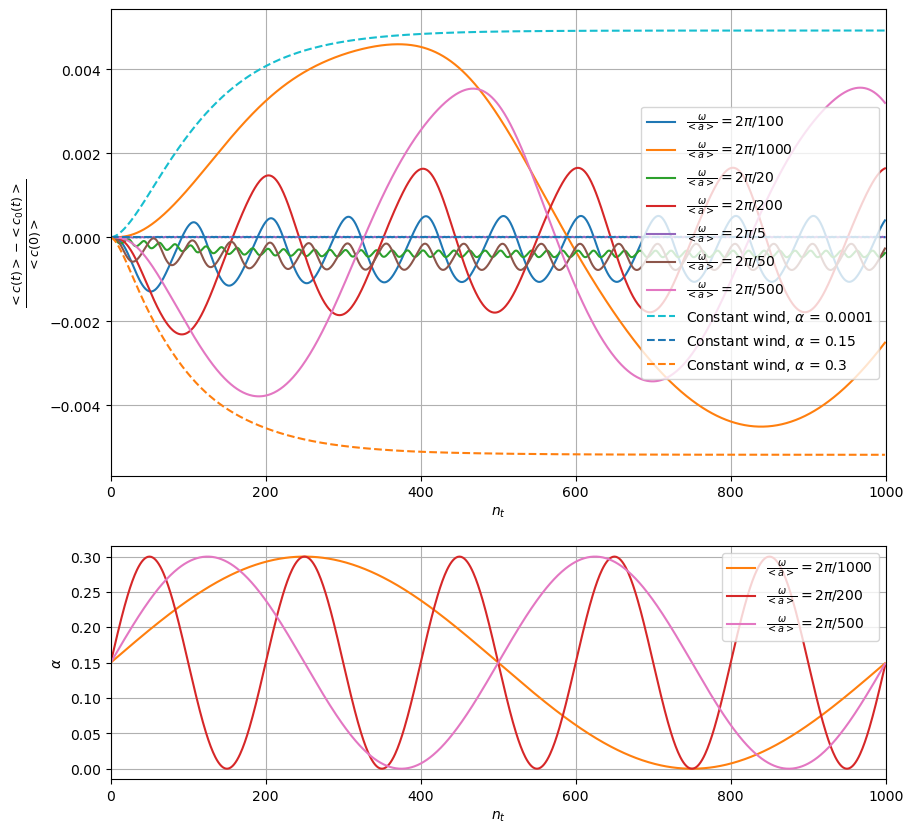 0.004
0.002
0.000
−0.002
−0.004
<c(t)> − <c₀(t)>
<c(0)>
ω/<a> = 2π/100
ω/<a> = 2π/1000
ω/<a> = 2π/20
ω/<a> = 2π/200
ω/<a> = 2π/5
ω/<a> = 2π/50
ω/<a> = 2π/500
Constant wind, α = 0.0001
Constant wind, α = 0.15
Constant wind, α = 0.3
0 200 400 600 800 1000
nₜ
0.30
0.25
0.20
0.15
0.10
0.05
0.00
α
ω/<a> = 2π/1000
ω/<a> = 2π/200
ω/<a> = 2π/500
0 200 400 600 800 1000
nₜ